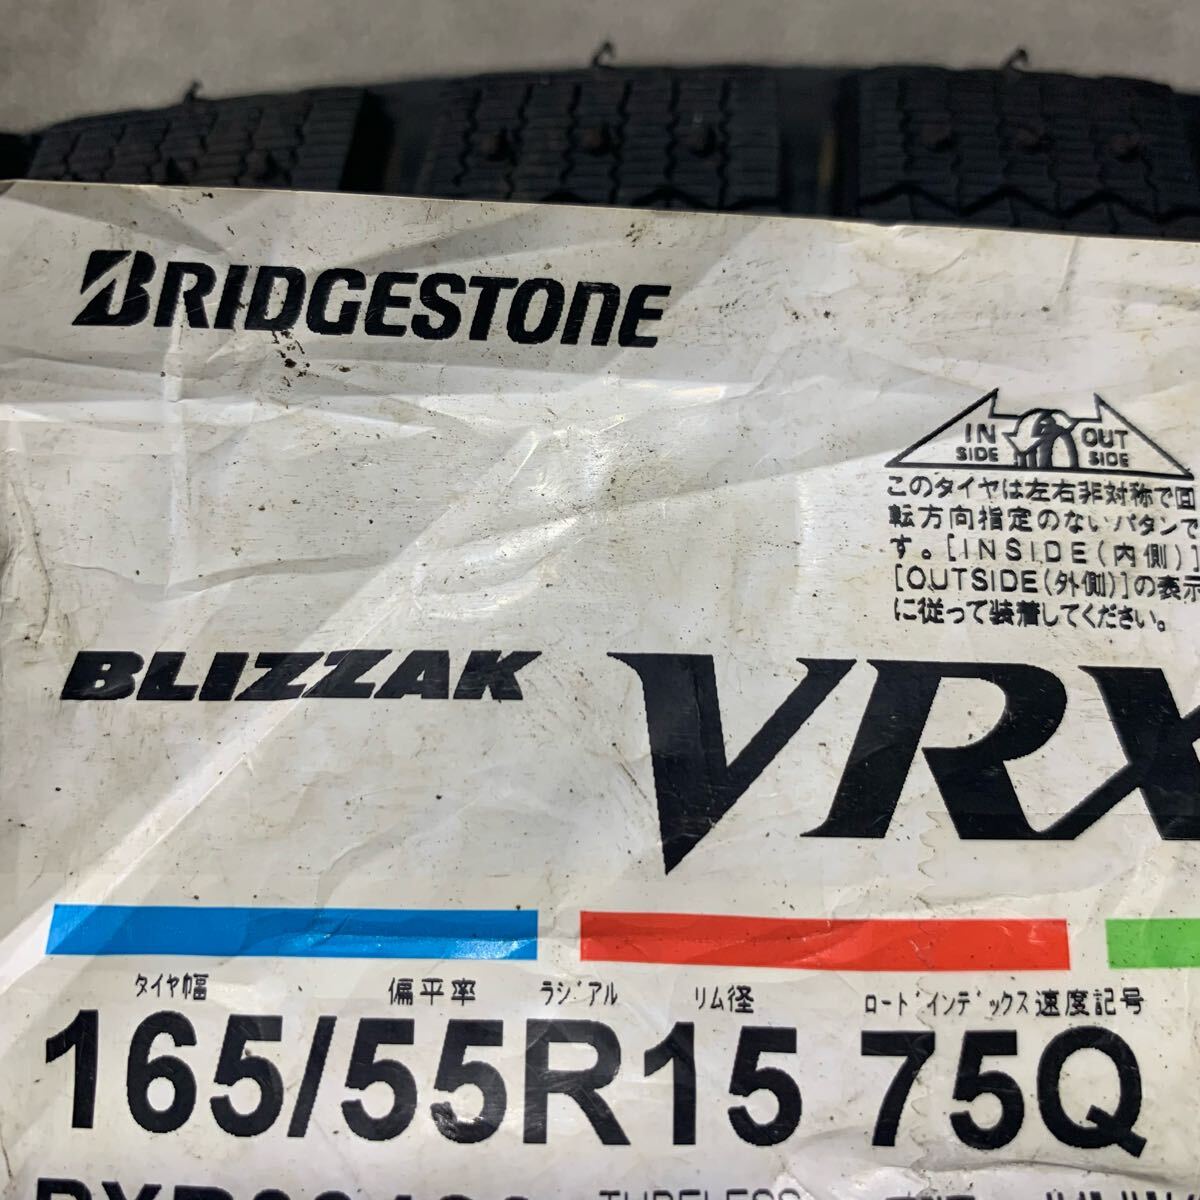 BRIDGESTONE
IN SIDE OUT SIDE
このタイヤは左右非対称で回
転方向指定のないパタンで
す。[INSIDE(内側)]
[OUTSIDE(外側)]の表示
に従って装着してください。
BLIZZAK VRX
タイヤ幅 偏平率 ラジアル リム径 ロードインデックス 速度記号
165/55R15 75Q
TUBELESS